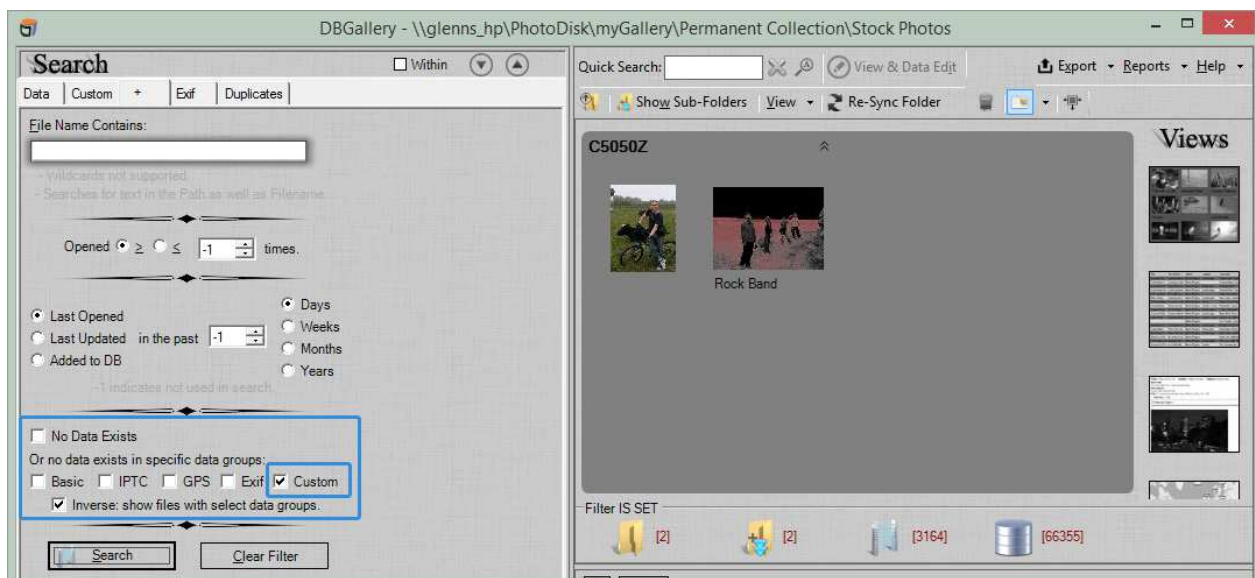 DBGallery - \\glenns_hp\PhotoDisk\myGallery\Permanent Collection\Stock Photos
Search
Within
Data Custom + Exif Duplicates
File Name Contains:
- Wildcards not supported.
- Searches for text in the Path as well as Filename.
Opened ≥ ≤ -1 times.
Last Opened
Last Updated in the past -1
Added to DB
Days
Weeks
Months
Years
-1 indicates not used in search.
No Data Exists
Or no data exists in specific data groups:
Basic IPTC GPS Exif Custom
Inverse: show files with select data groups.
Search Clear Filter
Quick Search: View & Data Edit Export Reports Help
Show Sub-Folders View Re-Sync Folder
C5050Z
Rock Band
Views
Filter IS SET
[2] [2] [3164] [66355]